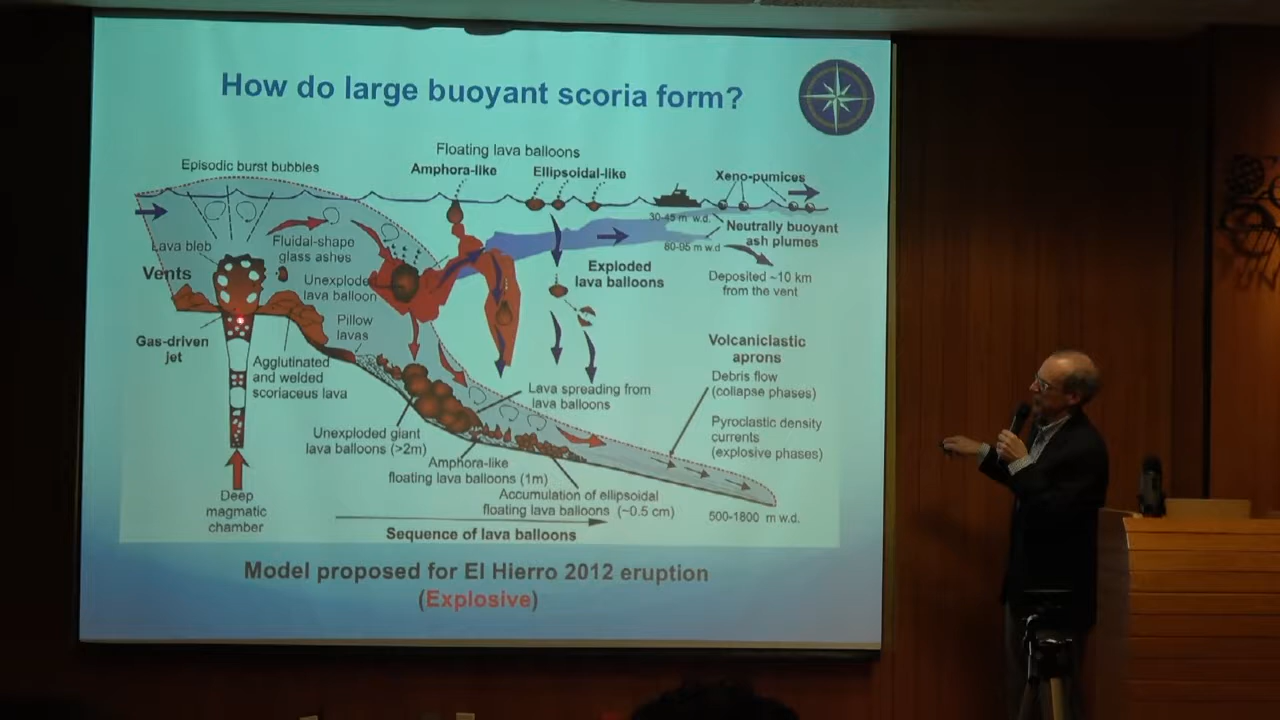 How do large buoyant scoria form?
Floating lava balloons
Episodic burst bubbles
Amphora-like
Ellipsoidal-like
Xeno-pumices
30-45 m w.d.
Neutrally buoyant
ash plumes
80-95 m w.d
Lava bleb
Fluidal-shape
glass ashes
Vents
Unexploded
lava balloon
Exploded
lava balloons
Deposited ~10 km
from the vent
Pillow
lavas
Gas-driven
jet
Volcaniclastic
aprons
Agglutinated
and welded
scoriaceus lava
Debris flow
(collapse phases)
Lava spreading from
lava balloons
Pyroclastic density
currents
(explosive phases)
Unexploded giant
lava balloons (>2m)
Amphora-like
floating lava balloons (1m)
Accumulation of ellipsoidal
floating lava balloons (~0.5 cm)
Deep
magmatic
chamber
500-1800 m w.d.
Sequence of lava balloons
Model proposed for El Hierro 2012 eruption
(Explosive)